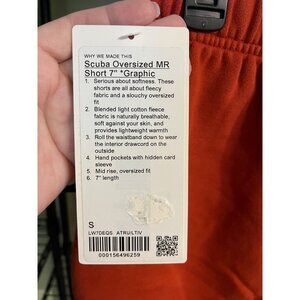 WHY WE MADE THIS
Scuba Oversized MR
Short 7" *Graphic
1. Serious about softness. These
shorts are all about fleecy
fabric and a slouchy oversized
fit
2. Blended light cotton fleece
fabric is naturally breathable,
soft against your skin, and
provides lightweight warmth
3. Roll the waistband down to wear
the interior drawcord on the
outside
4. Hand pockets with hidden card
sleeve
5. Mid rise, oversized fit
6. 7" length
S
LW7DEQS ATRU/LTIV
000156496259